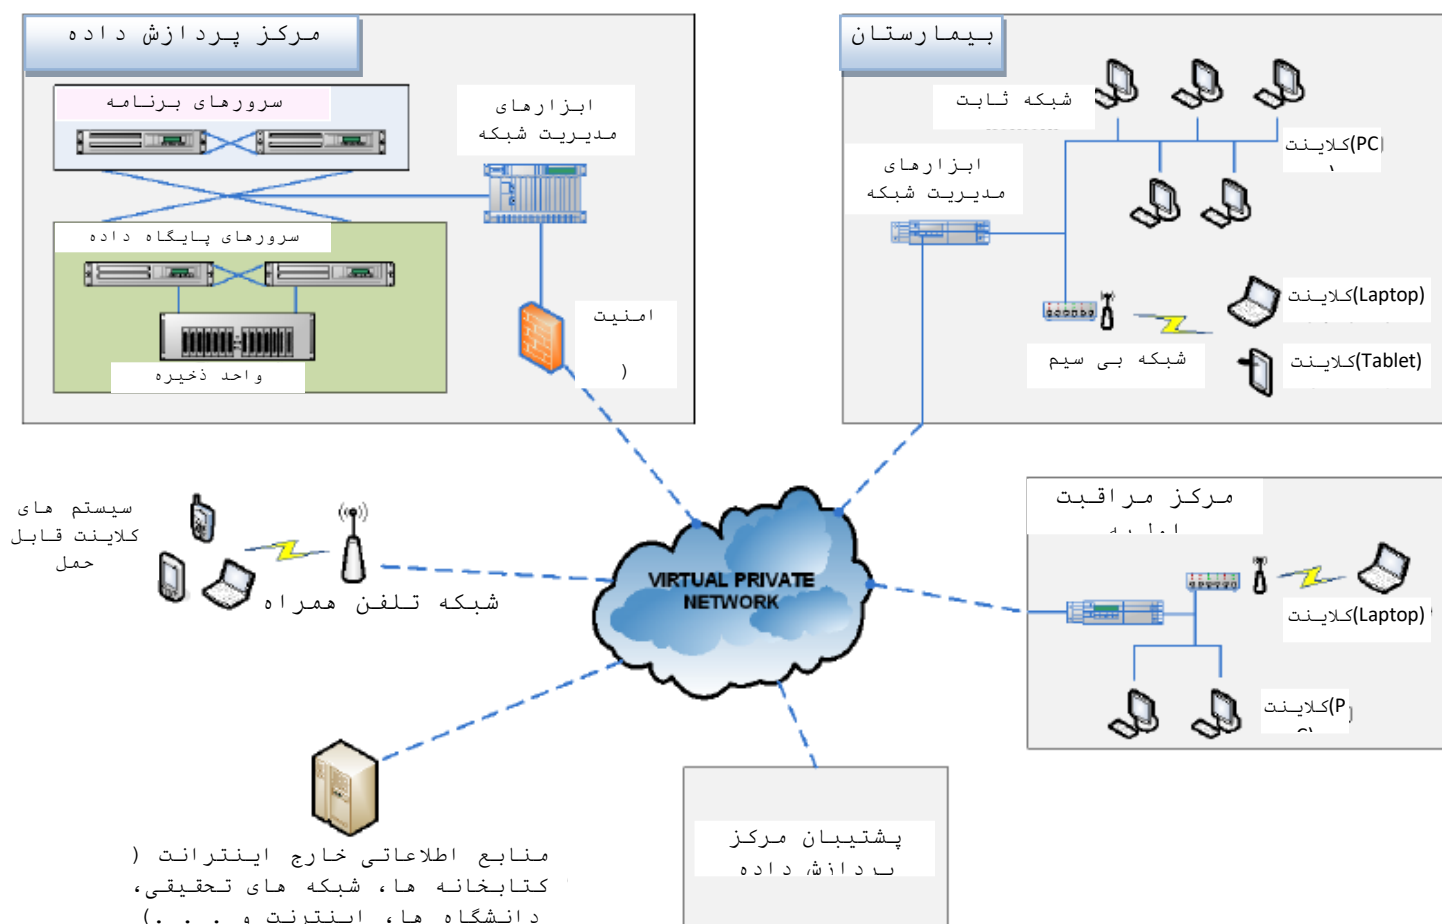 مرکز پردازش داده
سرورهای برنامه
ابزارهای
مدیریت شبکه
سرورهای پایگاه داده
واحد ذخیره
امنیت
(
بیمارستان
شبکه ثابت
ابزارهای
مدیریت شبکه
کلاینت(PC
کلاینت(Laptop)
شبکه بی سیم
کلاینت(Tablet)
سیستم های
کلاینت قابل
حمل
شبکه تلفن همراه
VIRTUAL PRIVATE
NETWORK
مرکز مراقبت
کلاینت(Laptop)
کلاینت(P
منابع اطلاعاتی خارج اینترانت (
کتابخانه ها، شبکه های تحقیقی،
دانشگاه ها، اینترنت و . . .)
پشتیبان مرکز
پردازش داده